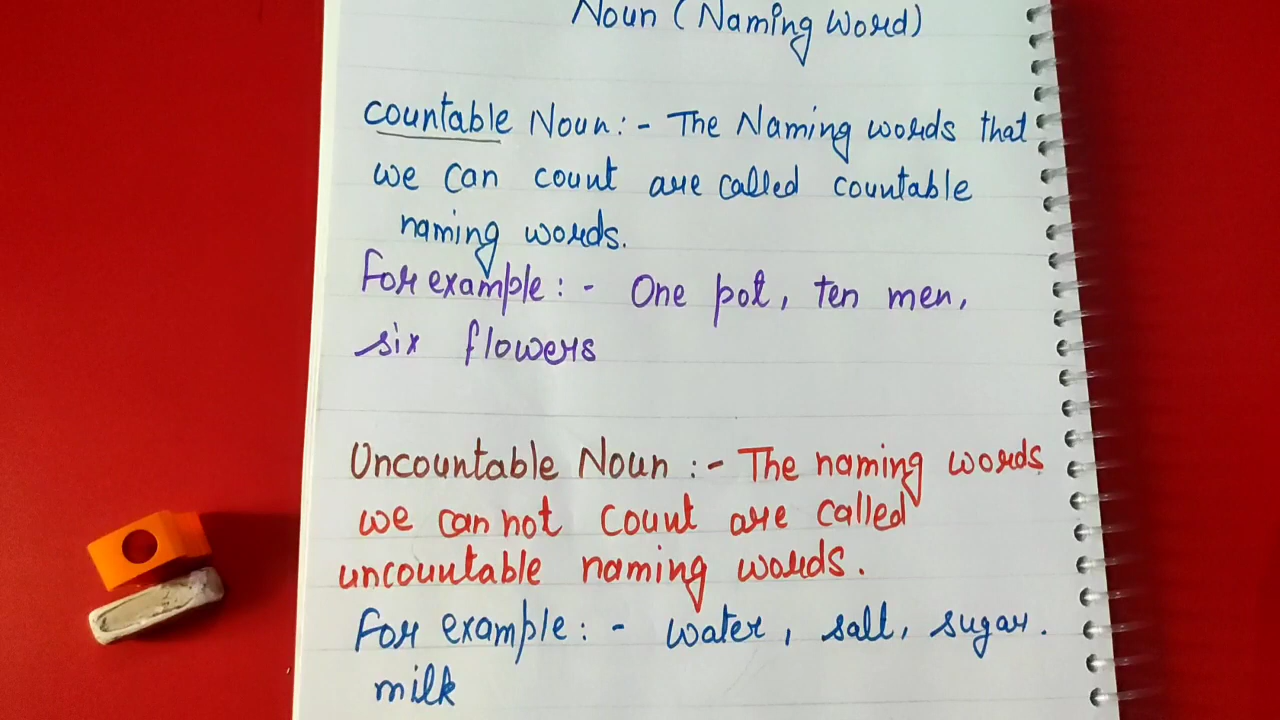 Noun (Naming Word)
countable Noun:- The Naming words that
we can count are called countable
naming words.
For example:- One pot, ten men,
six flowers
Uncountable Noun :- The naming words
we can not count are called
uncountable naming words.
For example:- water, salt, sugar.
milk